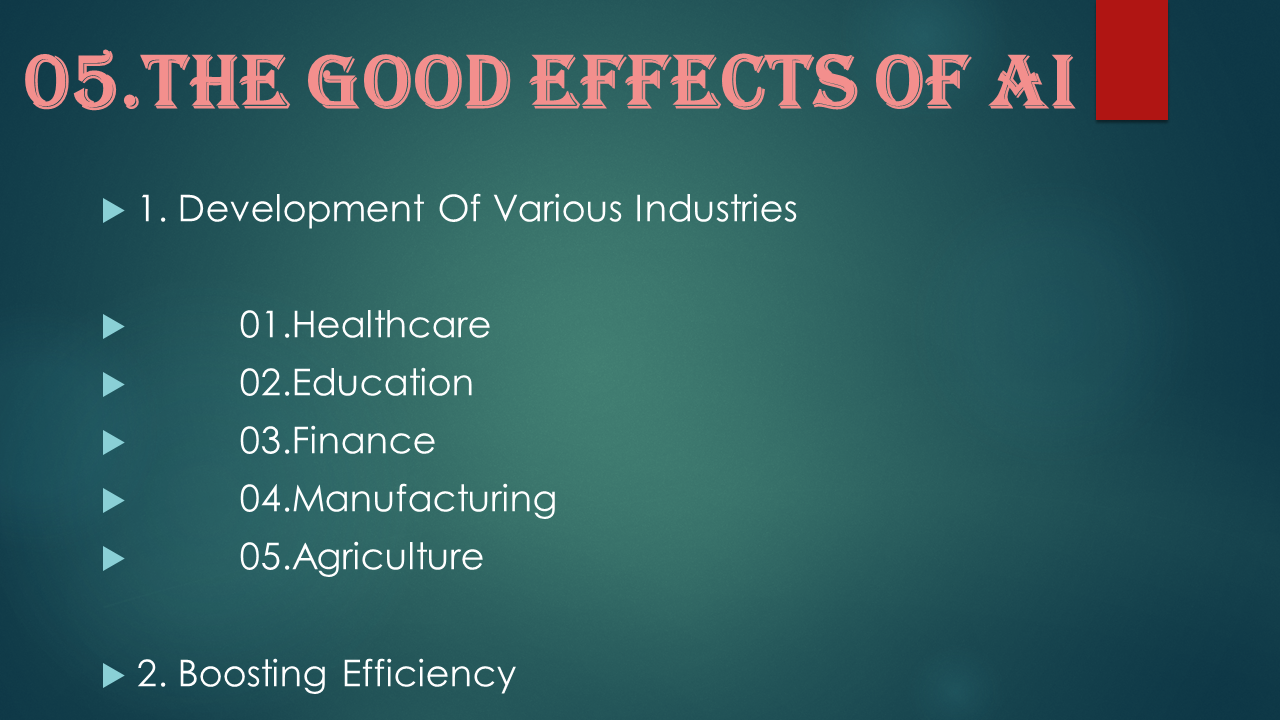 05.THE GOOD EFFECTS OF AI
1. Development Of Various Industries
01.Healthcare
02.Education
03.Finance
04.Manufacturing
05.Agriculture
2. Boosting Efficiency